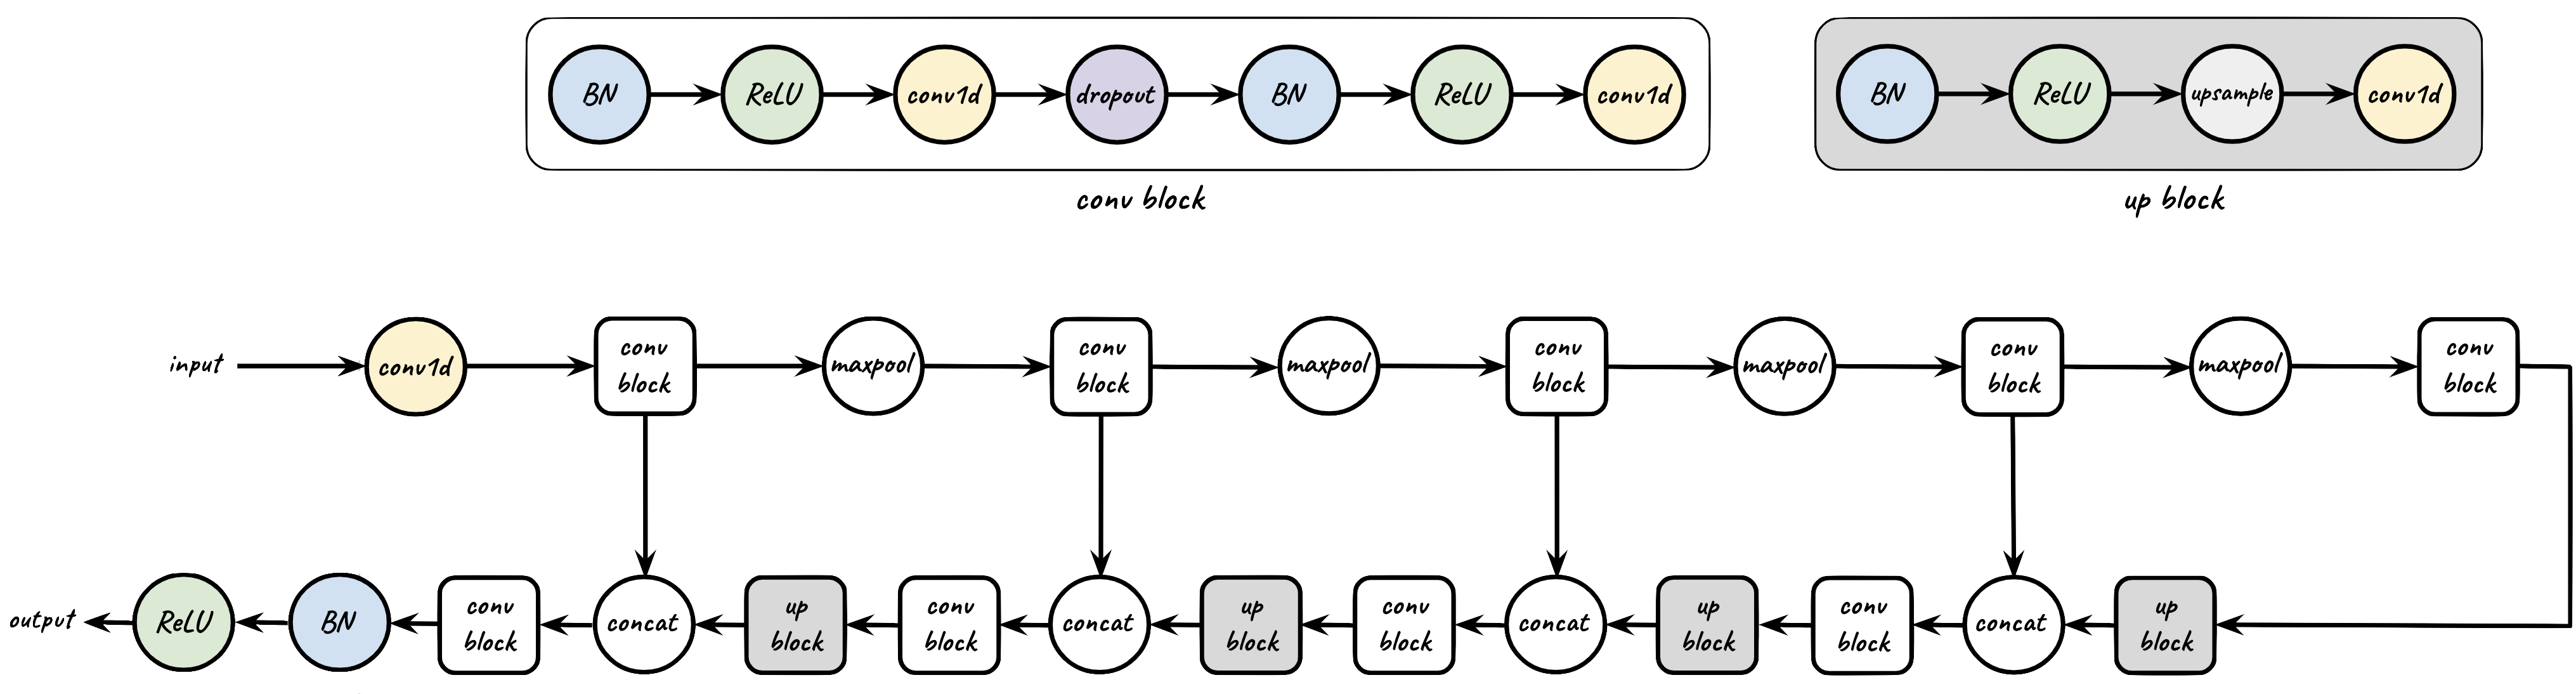 BN
ReLU
conv1d
dropout
BN
ReLU
conv1d
conv block
BN
ReLU
upsample
conv1d
up block
input
conv1d
conv
block
maxpool
conv
block
maxpool
conv
block
maxpool
conv
block
maxpool
conv
block
output
ReLU
BN
conv
block
concat
up
block
conv
block
concat
up
block
conv
block
concat
up
block
conv
block
concat
up
block